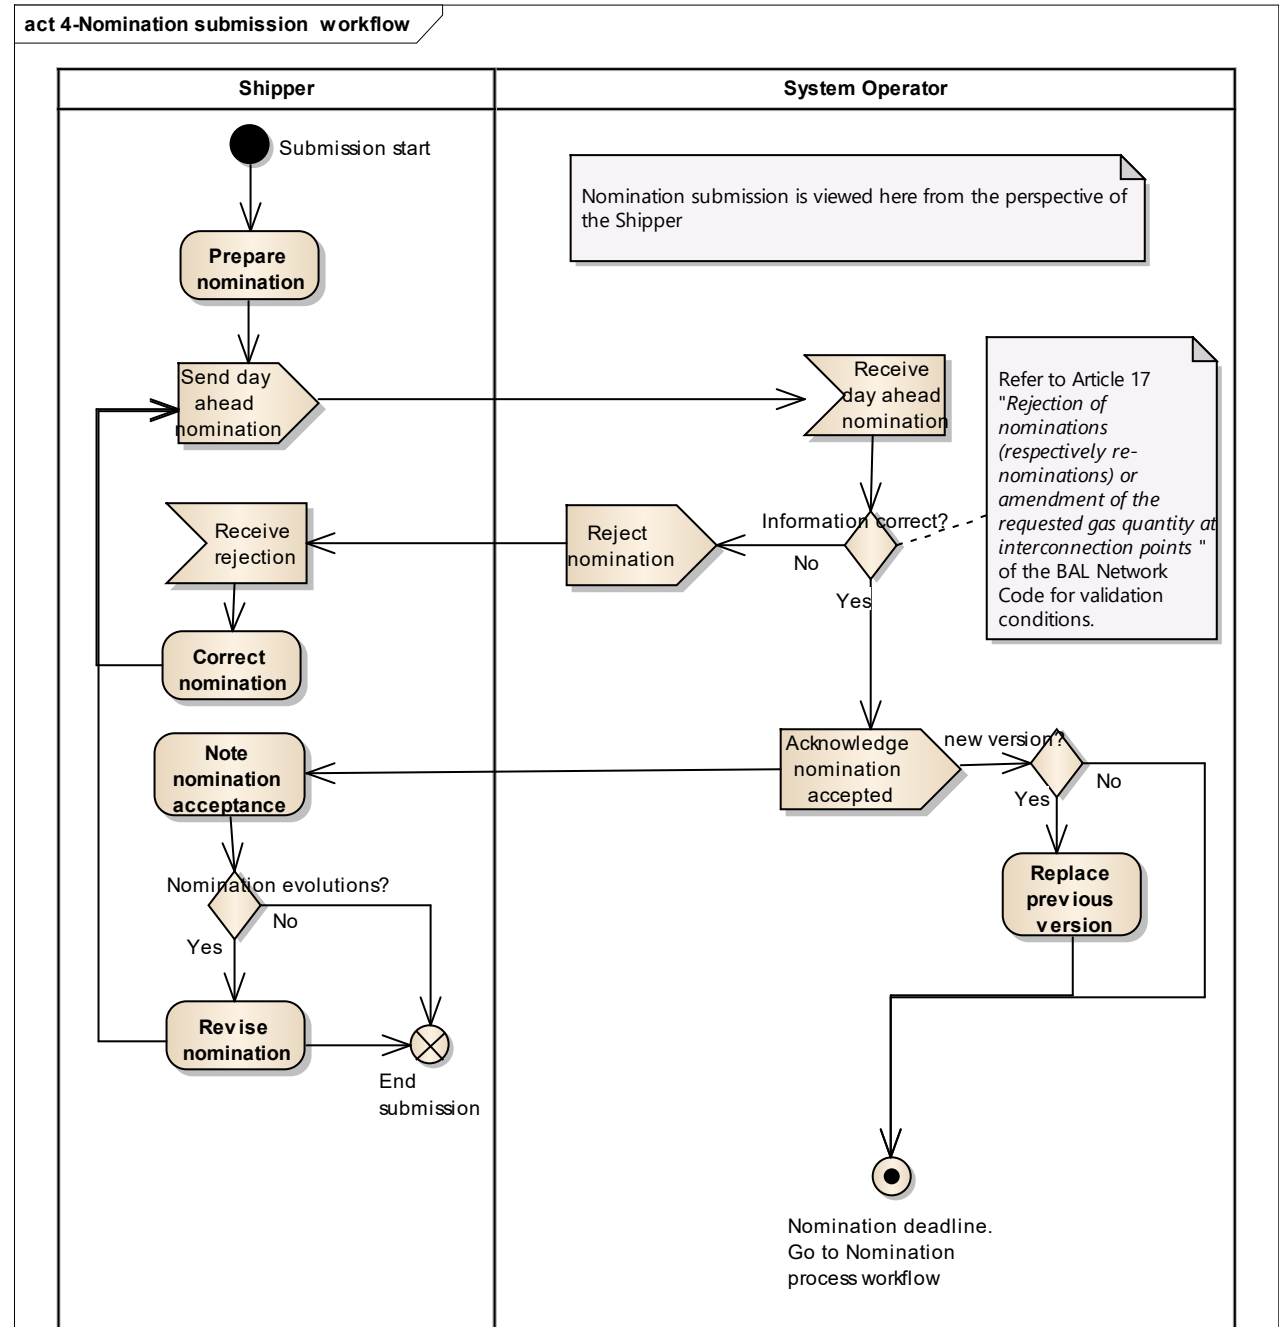 act 4-Nomination submission workflow
Shipper
System Operator
Submission start
Nomination submission is viewed here from the perspective of
the Shipper
Prepare
nomination
Send day
ahead
nomination
Receive
day ahead
nomination
Refer to Article 17
"Rejection of
nominations
(respectively re-
nominations) or
amendment of the
requested gas quantity at
interconnection points "
of the BAL Network
Code for validation
conditions.
Receive
rejection
Reject
nomination
Information correct?
No
Yes
Correct
nomination
Note
nomination
acceptance
Acknowledge
nomination
accepted
new version?
No
Yes
Replace
previous
version
Nomination evolutions?
No
Yes
Revise
nomination
End
submission
Nomination deadline.
Go to Nomination
process workflow